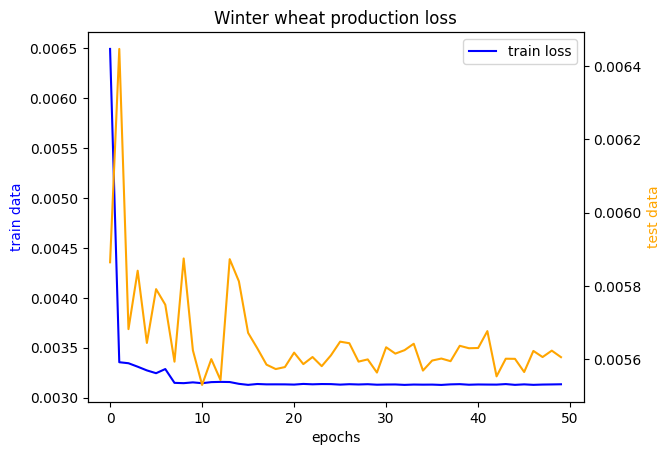 Winter wheat production loss
train loss
train data
0.0065
0.0060
0.0055
0.0050
0.0045
0.0040
0.0035
0.0030
0.0064
0.0062
0.0060
0.0058
0.0056
test data
0 10 20 30 40 50
epochs